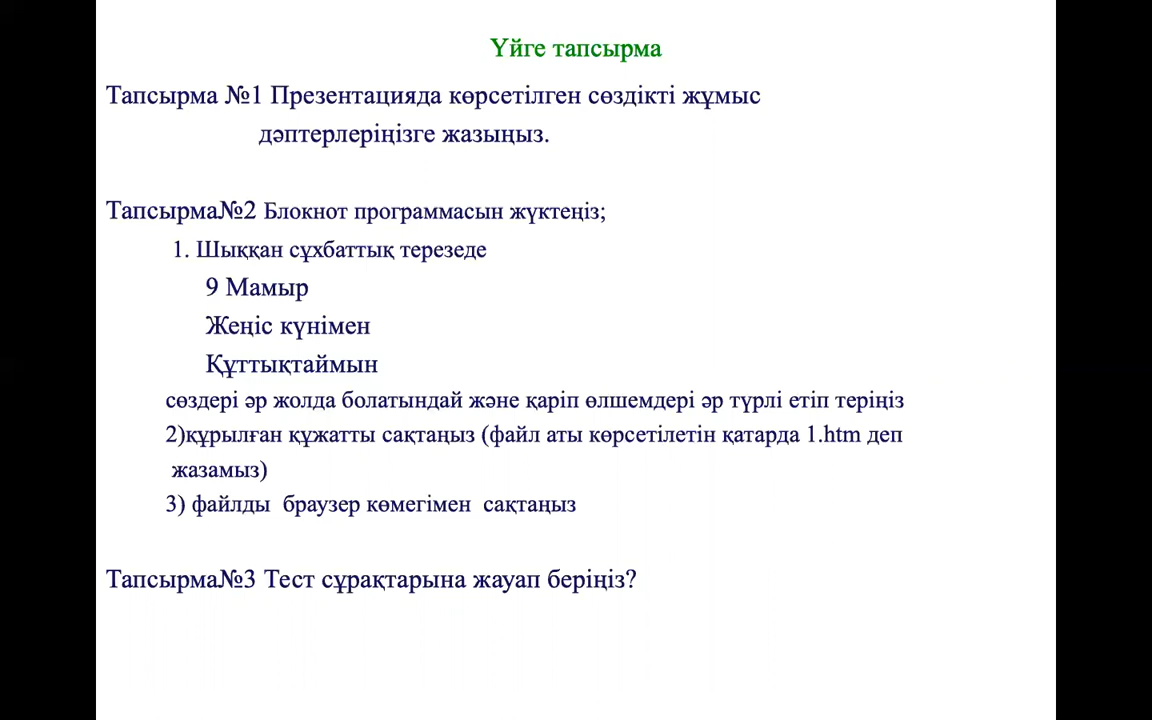 Үйге тапсырма
Тапсырма №1 Презентацияда көрсетілген сөздікті жұмыс
дәптерлеріңізге жазыңыз.
Тапсырма№2 Блокнот программасын жүктеңіз;
1. Шыққан сұхбаттық терезеде
9 Мамыр
Жеңіс күнімен
Құттықтаймын
сөздері әр жолда болатындай және қаріп өлшемдері әр түрлі етіп теріңіз
2)құрылған құжатты сақтаңыз (файл аты көрсетілетін қатарда 1.htm деп
жазамыз)
3) файлды браузер көмегімен сақтаңыз
Тапсырма№3 Тест сұрақтарына жауап беріңіз?